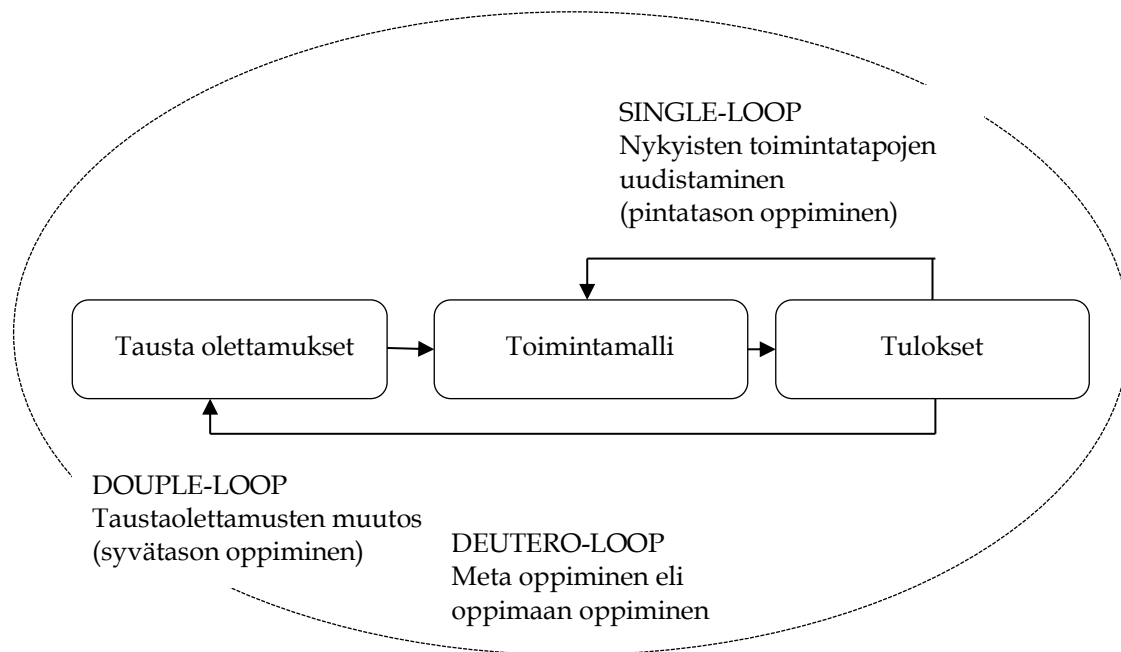 SINGLE-LOOP
Nykyisten toimintatapojen
uudistaminen
(pintatason oppiminen)
Tausta olettamukset
Toimintamalli
Tulokset
DOUPLE-LOOP
Taustaolettamusten muutos
(syvätason oppiminen)
DEUTERO-LOOP
Meta oppiminen eli
oppimaan oppiminen